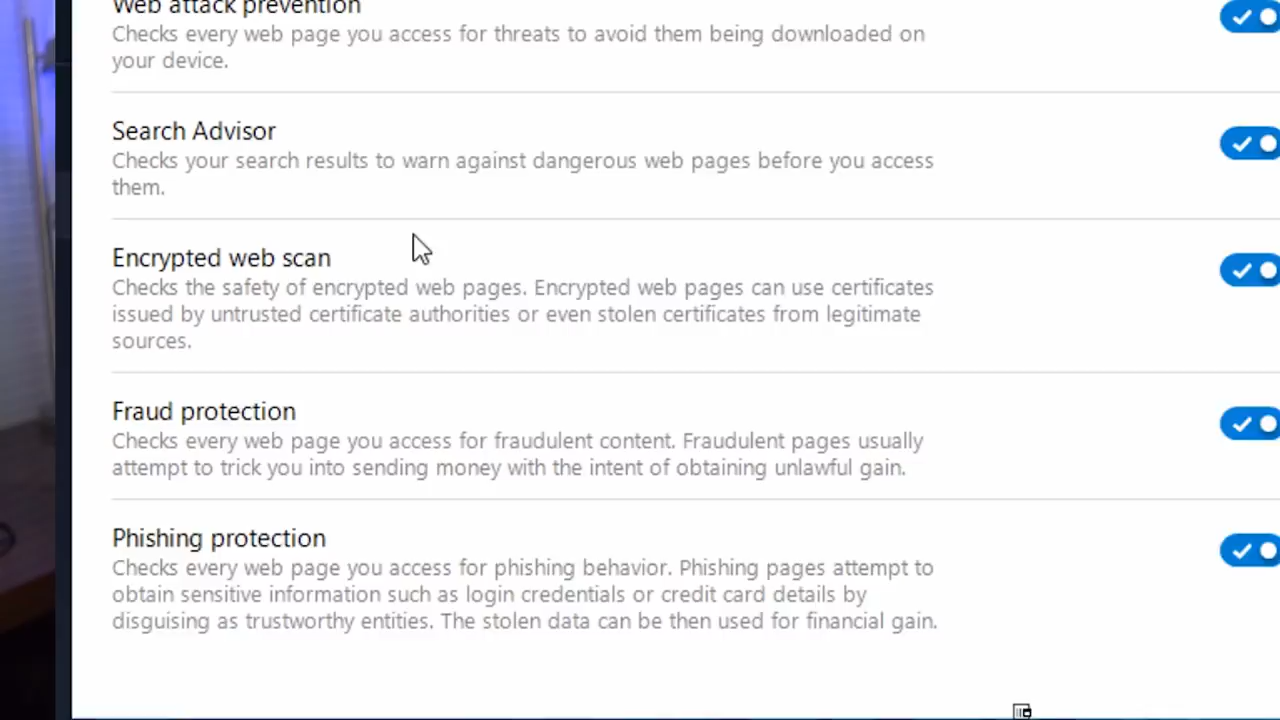 Web attack prevention
Checks every web page you access for threats to avoid them being downloaded on
your device.
Search Advisor
Checks your search results to warn against dangerous web pages before you access
them.
Encrypted web scan
Checks the safety of encrypted web pages. Encrypted web pages can use certificates
issued by untrusted certificate authorities or even stolen certificates from legitimate
sources.
Fraud protection
Checks every web page you access for fraudulent content. Fraudulent pages usually
attempt to trick you into sending money with the intent of obtaining unlawful gain.
Phishing protection
Checks every web page you access for phishing behavior. Phishing pages attempt to
obtain sensitive information such as login credentials or credit card details by
disguising as trustworthy entities. The stolen data can be then used for financial gain.